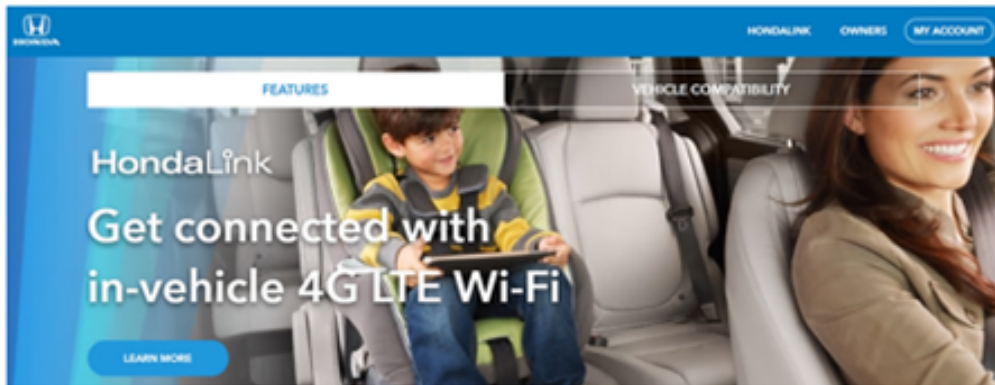 HONDA
HONDALINK OWNERS MY ACCOUNT
FEATURES VEHICLE COMPATIBILITY
HondaLink
Get connected with
in-vehicle 4G LTE Wi-Fi
LEARN MORE